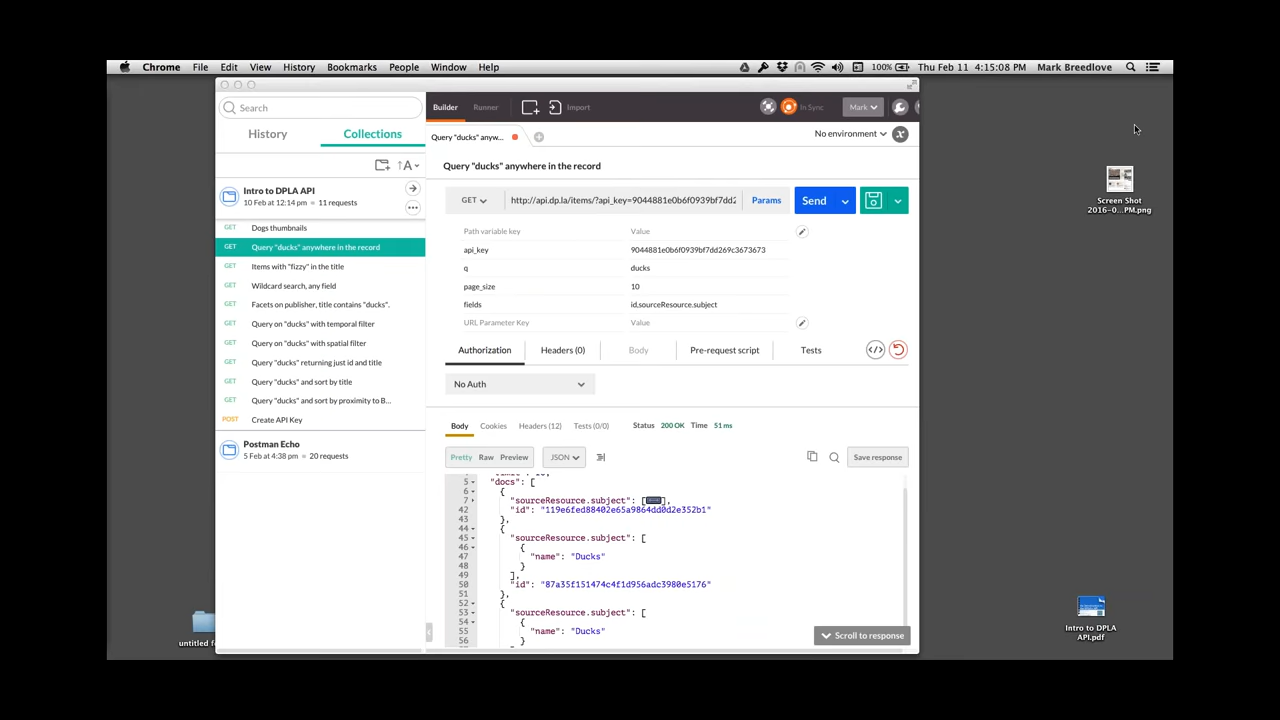 Chrome File Edit View History Bookmarks People Window Help 100% Thu Feb 11 4:15:08 PM Mark Breedlove
Search
History Collections
A
Intro to DPLA API
10 Feb at 12:14 pm 11 requests
GET Dogs thumbnails
GET Query "ducks" anywhere in the record
GET Items with "fizzy" in the title
GET Wildcard search, any field
GET Facets on publisher, title contains "ducks".
GET Query on "ducks" with temporal filter
GET Query on "ducks" with spatial filter
GET Query "ducks" returning just id and title
GET Query "ducks" and sort by title
GET Query "ducks" and sort by proximity to B...
POST Create API Key
Postman Echo
5 Feb at 4:38 pm 20 requests
Builder Runner Import In Sync Mark
Query "ducks" anyw... No environment
Query "ducks" anywhere in the record
GET http://api.dp.la/items/?api_key=9044881e0b6f0939bf7dd2 Params Send
Path variable key Value
api_key 9044881e0b6f0939bf7dd269c3673673
q ducks
page_size 10
fields id,sourceResource.subject
URL Parameter Key Value
Authorization Headers (0) Body Pre-request script Tests
No Auth
Body Cookies Headers (12) Tests (0/0) Status 200 OK Time 51 ms
Pretty Raw Preview JSON Save response
5 "docs": [
6 {
7 "sourceResource.subject": [ ],
42 "id": "119e6fed88402e65a9864dd0d2e352b1"
43 },
44 {
45 "sourceResource.subject": [
46 {
47 "name": "Ducks"
48 }
49 ],
50 "id": "87a35f151474c4f1d956adc3980e5176"
51 },
52 {
53 "sourceResource.subject": [
54 {
55 "name": "Ducks"
56 }
Scroll to response
Screen Shot
2016-0...PM.png
Intro to DPLA
API.pdf